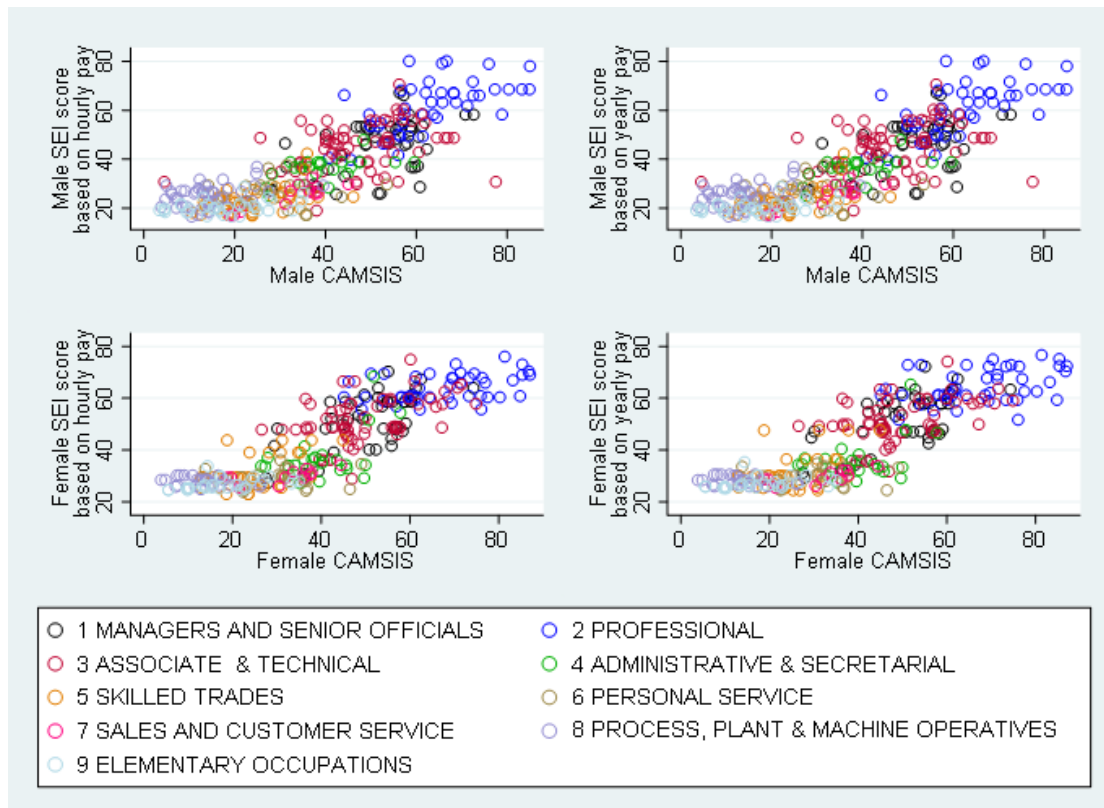 Male SEI score
based on hourly pay
80
60
40
20
0 20 40 60 80
Male CAMSIS
Male SEI score
based on yearly pay
80
60
40
20
0 20 40 60 80
Male CAMSIS
Female SEI score
based on hourly pay
80
60
40
20
0 20 40 60 80
Female CAMSIS
Female SEI score
based on yearly pay
80
60
40
20
0 20 40 60 80
Female CAMSIS
1 MANAGERS AND SENIOR OFFICIALS
2 PROFESSIONAL
3 ASSOCIATE & TECHNICAL
4 ADMINISTRATIVE & SECRETARIAL
5 SKILLED TRADES
6 PERSONAL SERVICE
7 SALES AND CUSTOMER SERVICE
8 PROCESS, PLANT & MACHINE OPERATIVES
9 ELEMENTARY OCCUPATIONS